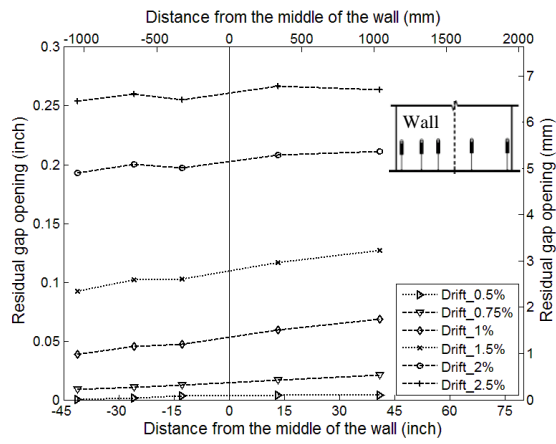 Distance from the middle of the wall (mm)
-1000 -500 0 500 1000 1500 2000
0.3
0.25
0.2
0.15
0.1
0.05
0
Residual gap opening (inch)
7
6
5
4
3
2
1
0
Residual gap opening (mm)
Wall
Drift_0.5%
Drift_0.75%
Drift_1%
Drift_1.5%
Drift_2%
Drift_2.5%
-45 -30 -15 0 15 30 45 60 75
Distance from the middle of the wall (inch)